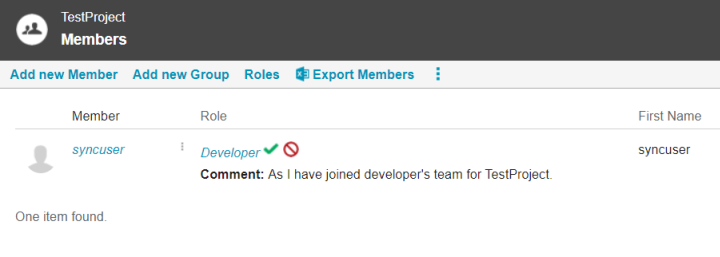 TestProject
Members
Add new Member Add new Group Roles Export Members
Member Role First Name
syncuser Developer syncuser
Comment: As I have joined developer's team for TestProject.
One item found.